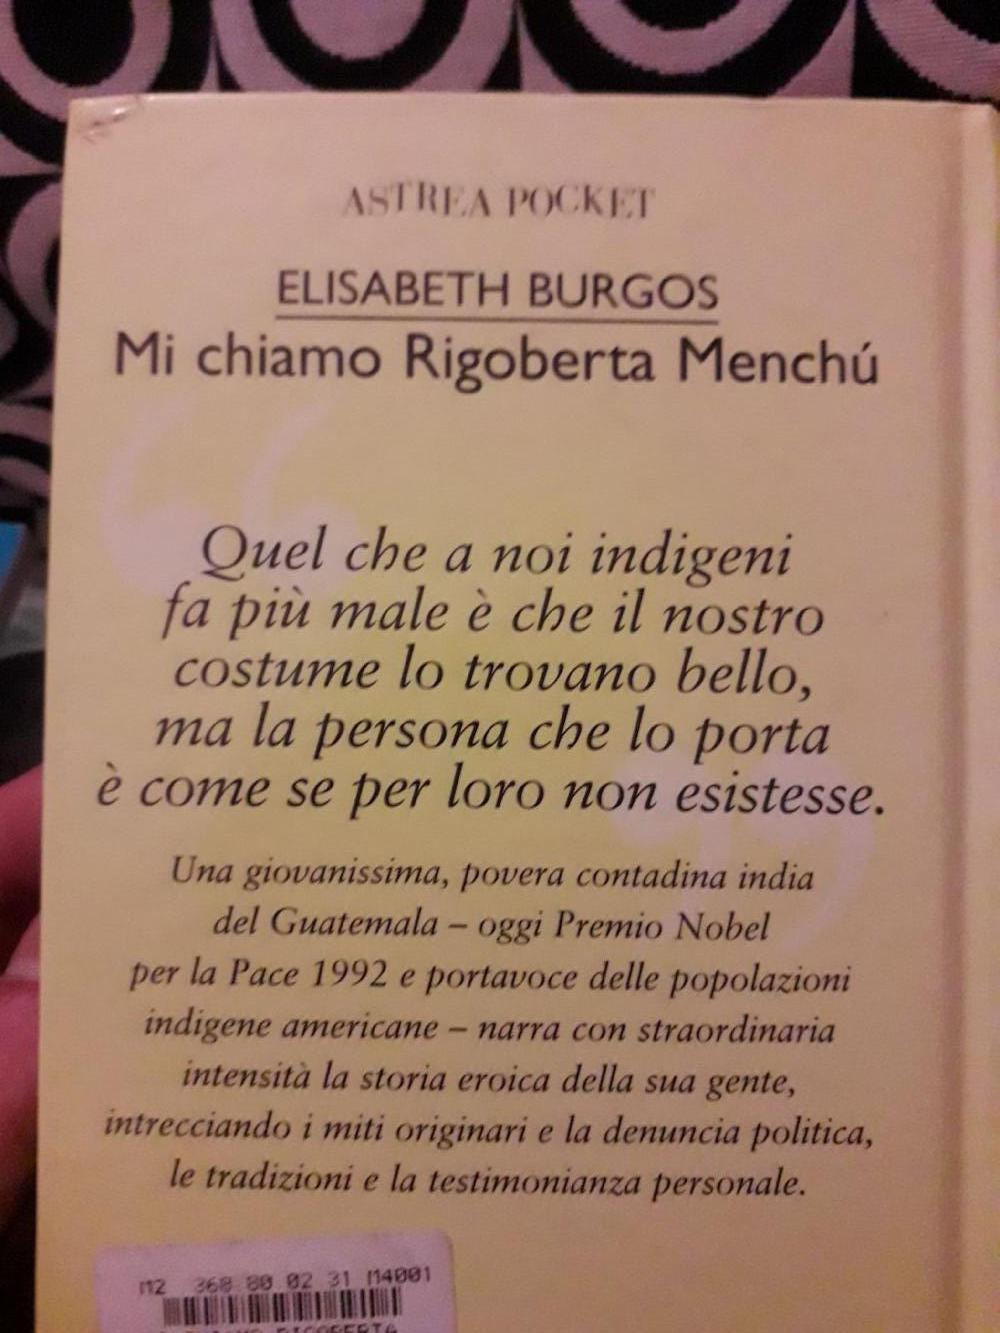 ASTREA POCKET
ELISABETH BURGOS
Mi chiamo Rigoberta Menchú
Quel che a noi indigeni
fa più male è che il nostro
costume lo trovano bello,
ma la persona che lo porta
è come se per loro non esistesse.
Una giovanissima, povera contadina india
del Guatemala – oggi Premio Nobel
per la Pace 1992 e portavoce delle popolazioni
indigene americane – narra con straordinaria
intensità la storia eroica della sua gente,
intrecciando i miti originari e la denuncia politica,
le tradizioni e la testimonianza personale.
M2 368 80 02 31 M4001
RIGOBERTA